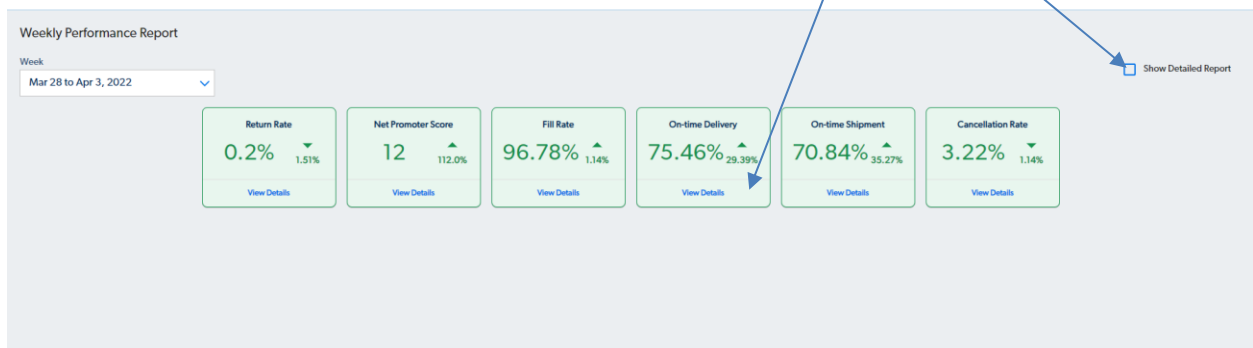 Weekly Performance Report
Week
Mar 28 to Apr 3, 2022
Show Detailed Report
Return Rate
0.2% 1.51%
View Details
Net Promoter Score
12 112.0%
View Details
Fill Rate
96.78% 1.14%
View Details
On-time Delivery
75.46% 29.39%
View Details
On-time Shipment
70.84% 35.27%
View Details
Cancellation Rate
3.22% 1.14%
View Details